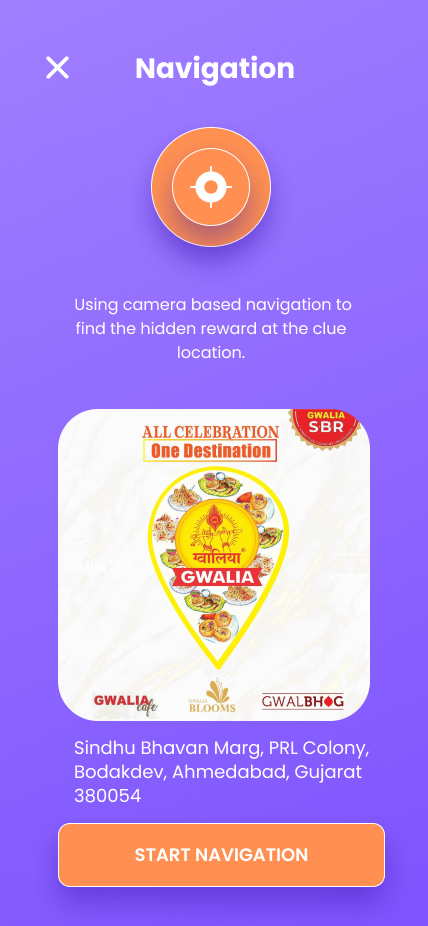 Navigation
Using camera based navigation to
find the hidden reward at the clue
location.
GWALIA
SBR
ALL CELEBRATION
One Destination
ग्वालिया
GWALIA
GWALIA
cafe
BLOOMS
GWALBHOG
Sindhu Bhavan Marg, PRL Colony,
Bodakdev, Ahmedabad, Gujarat
380054
START NAVIGATION